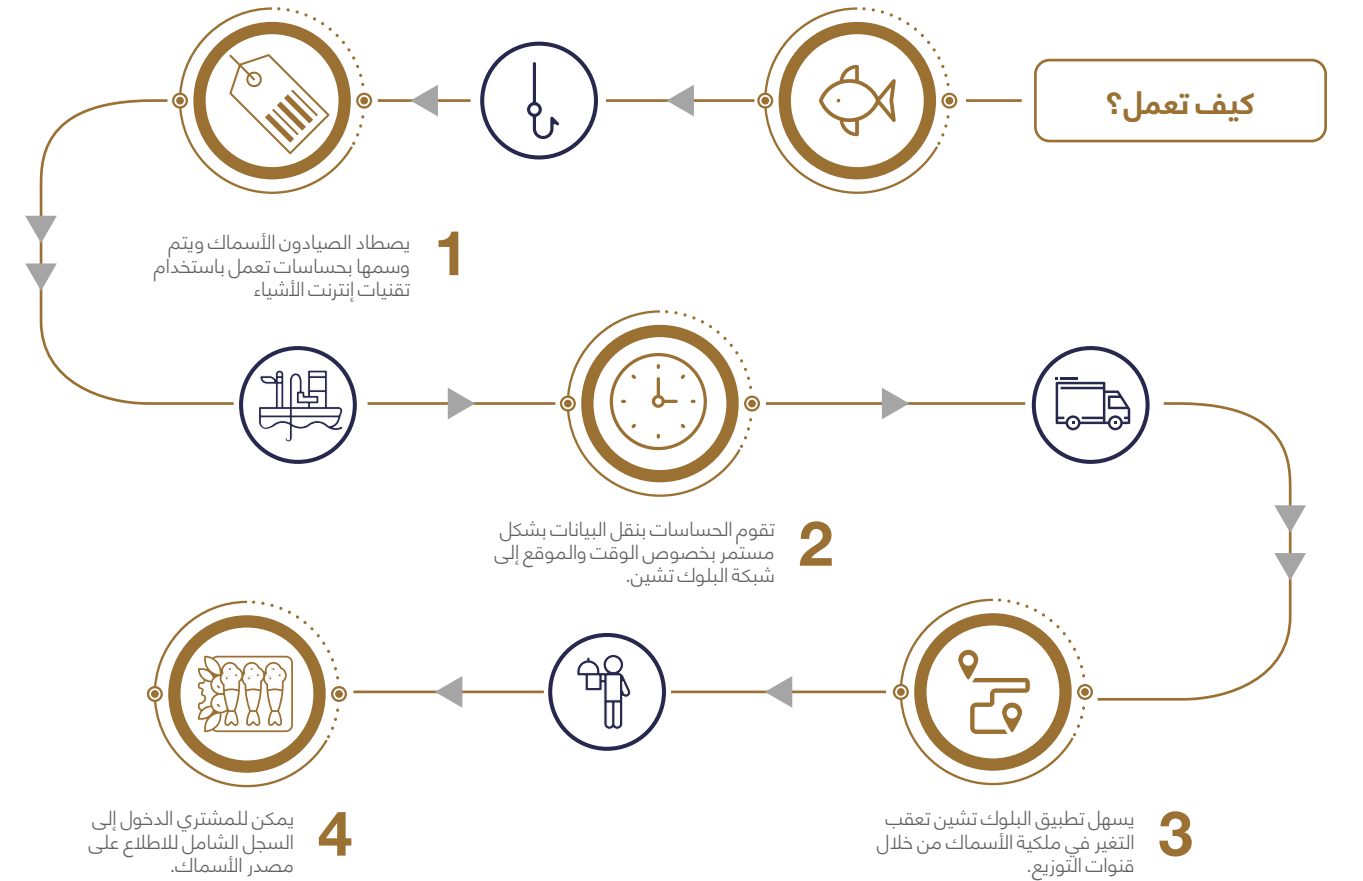 كيف تعمل؟
1
يصطاد الصيادون الأسماك ويتم
وسمها بحساسات تعمل باستخدام
تقنيات إنترنت الأشياء
2
تقوم الحساسات بنقل البيانات بشكل
مستمر بخصوص الوقت والموقع إلى
شبكة البلوك تشين.
3
يسهل تطبيق البلوك تشين تعقب
التغير في ملكية الأسماك من خلال
قنوات التوزيع.
4
يمكن للمشتري الدخول إلى
السجل الشامل للاطلاع على
مصدر الأسماك.